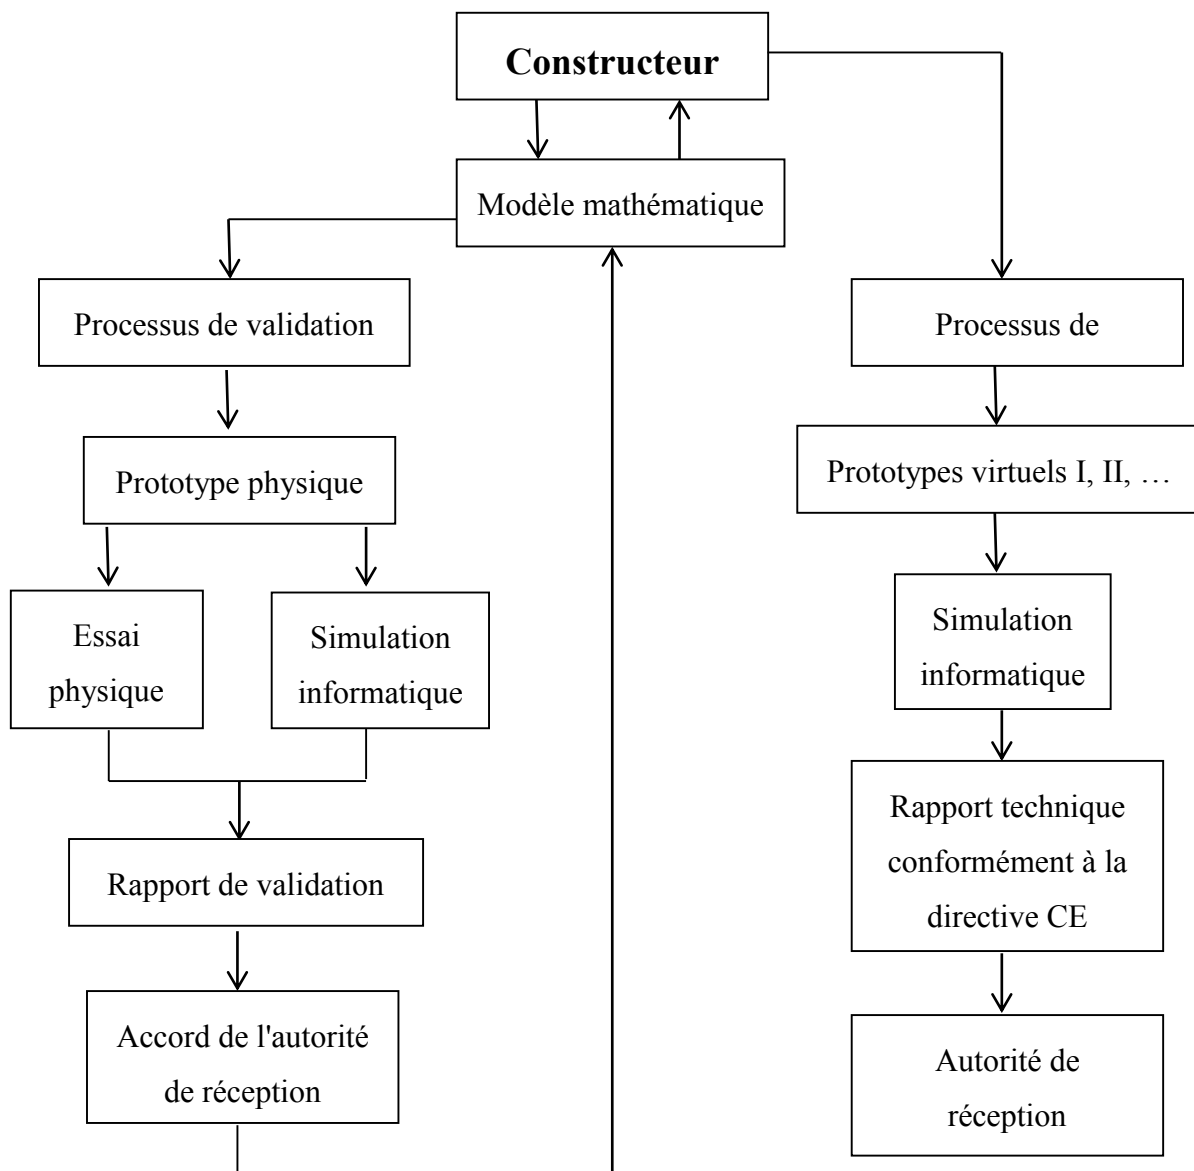 Constructeur
Modèle mathématique
Processus de validation
Prototype physique
Essai
physique
Simulation
informatique
Rapport de validation
Accord de l'autorité
de réception
Processus de
Prototypes virtuels I, II, …
Simulation
informatique
Rapport technique
conformément à la
directive CE
Autorité de
réception